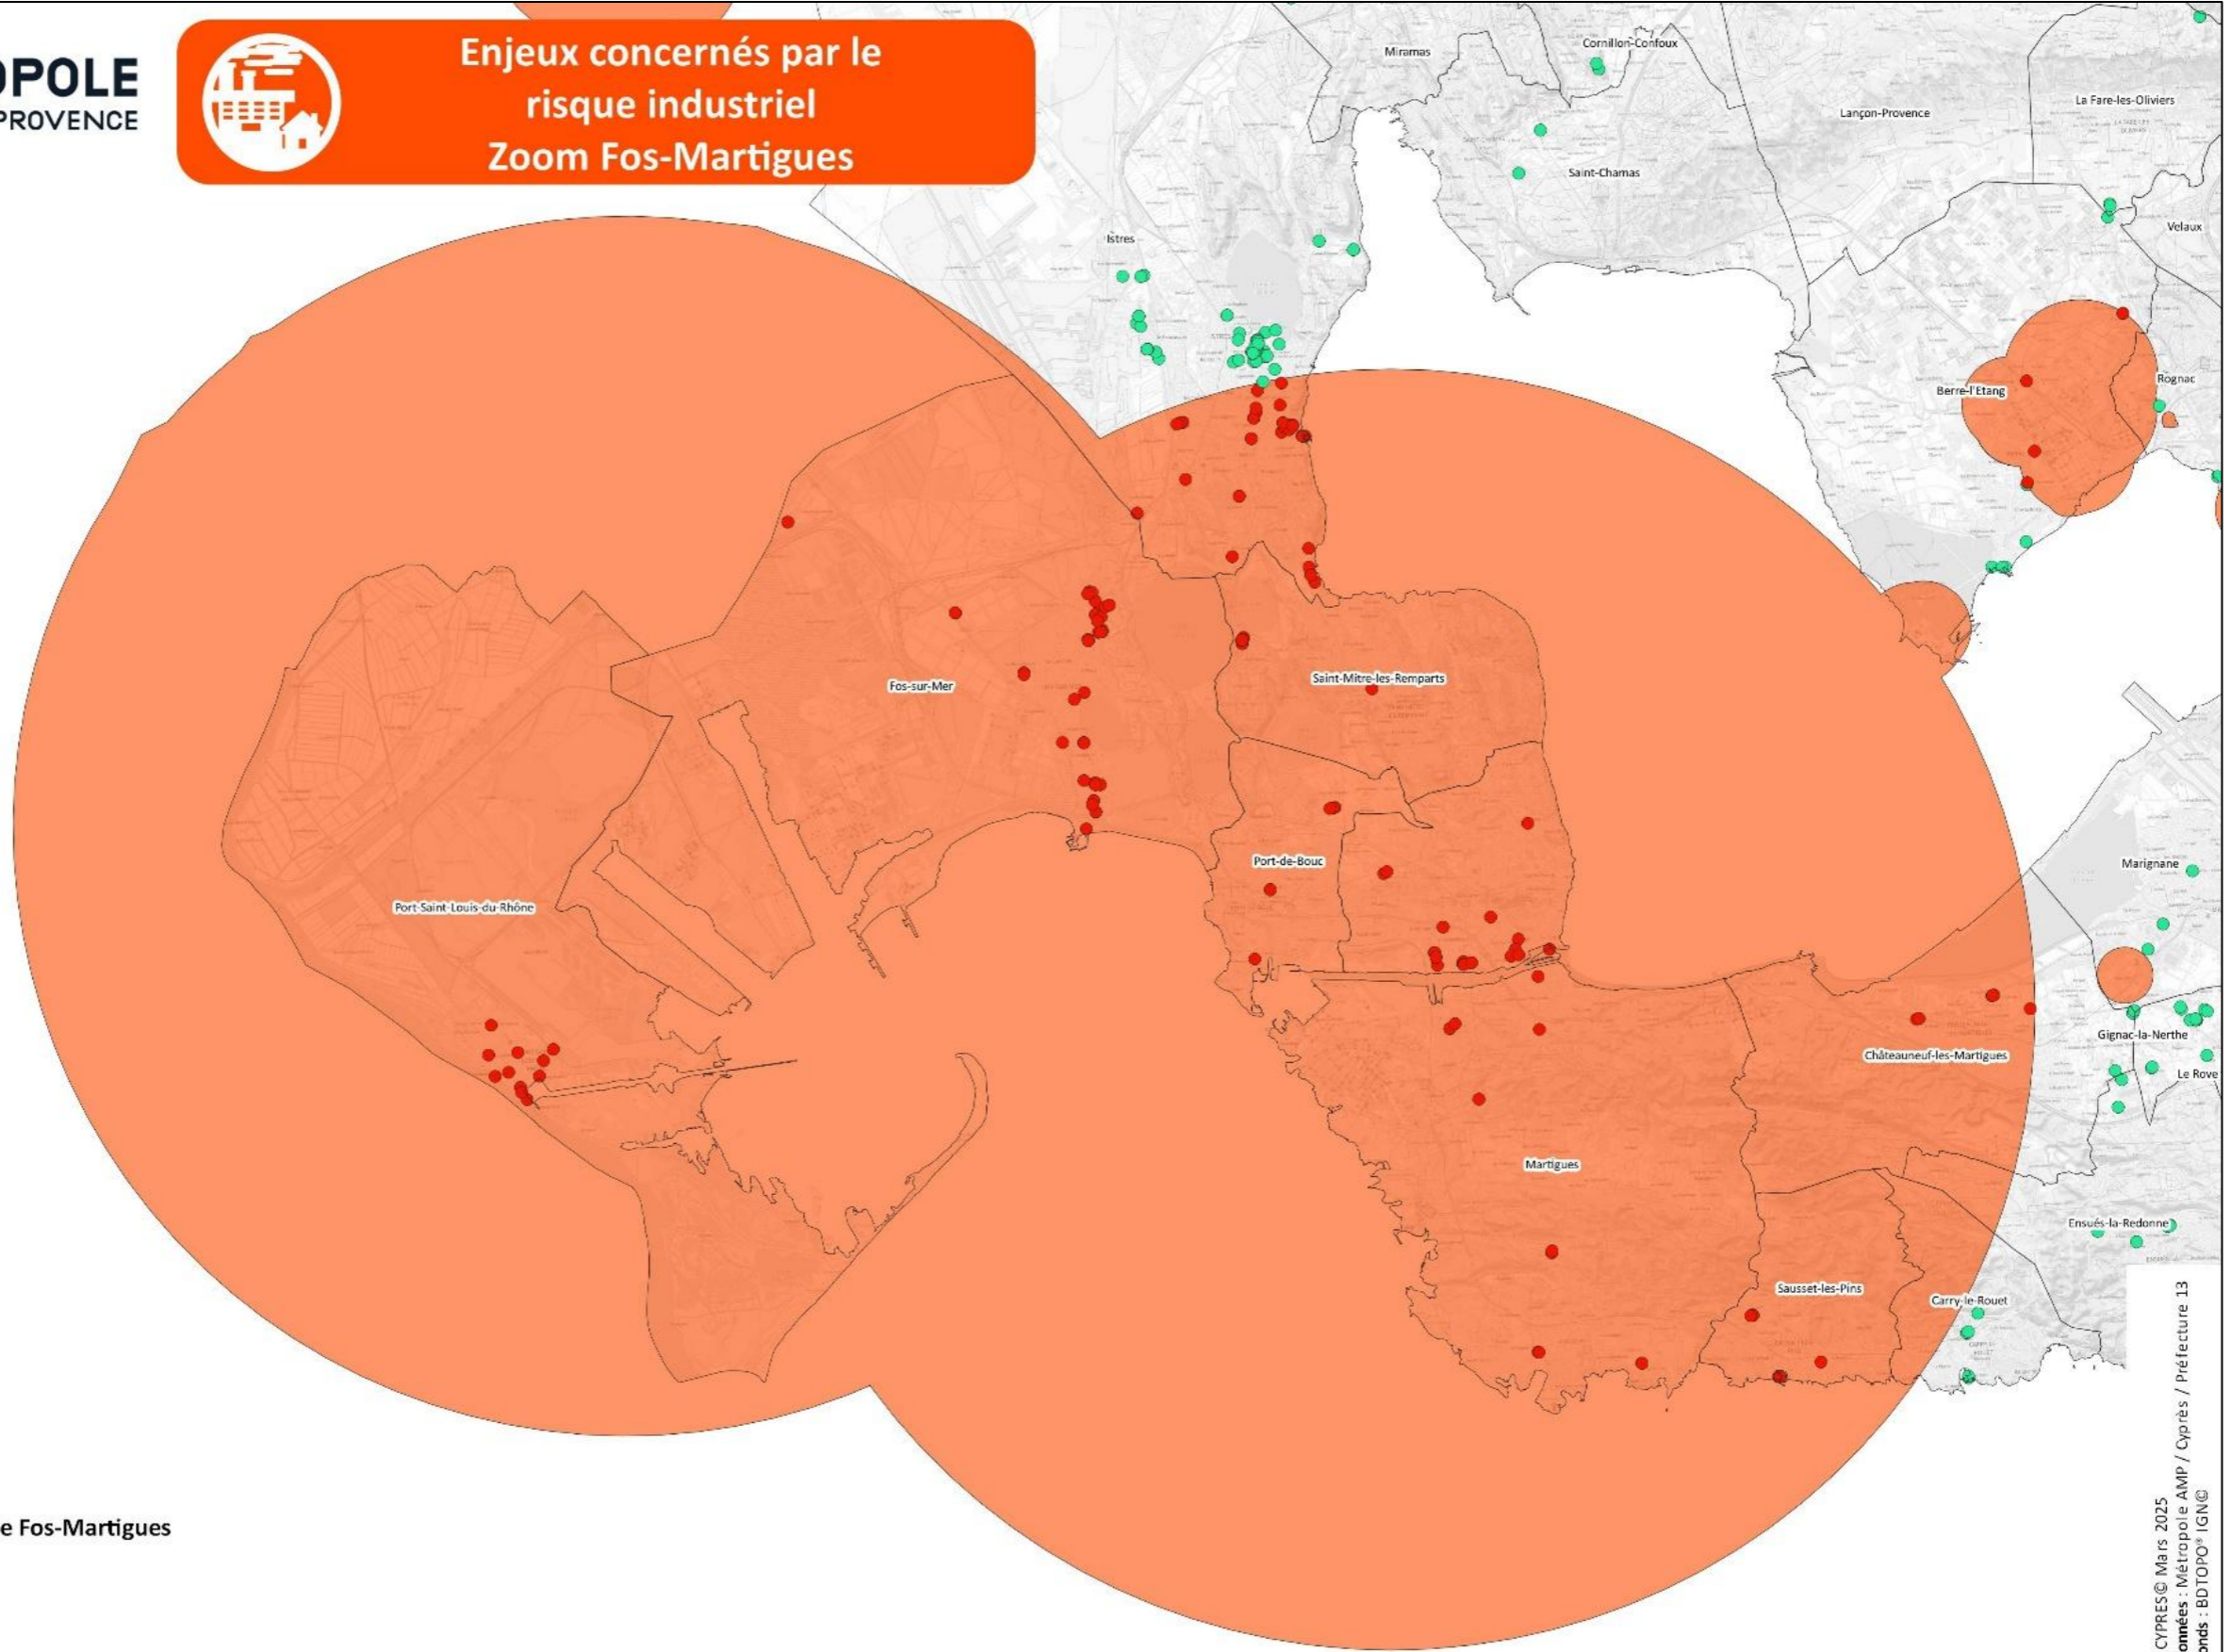 OPOLE
PROVENCE
Enjeux concernés par le
risque industriel
Zoom Fos-Martigues
Miramas
Cornillon-Confoux
Lançon-Provence
La Fare-les-Oliviers
Saint-Chamas
Velaux
Istres
Berre-l'Etang
Rognac
Fos-sur-Mer
Saint-Mitre-les-Remparts
Port-de-Bouc
Marignane
Port-Saint-Louis-du-Rhône
Gignac-la-Nerthe
Châteauneuf-les-Martigues
Le Rove
Martigues
Ensuès-la-Redonne
Sausset-les-Pins
Carry-le-Rouet
e Fos-Martigues
CYPRES© Mars 2025
onnées : Métropole AMP / Cyprès / Préfecture 13
onds : BDTOPO® IGN©